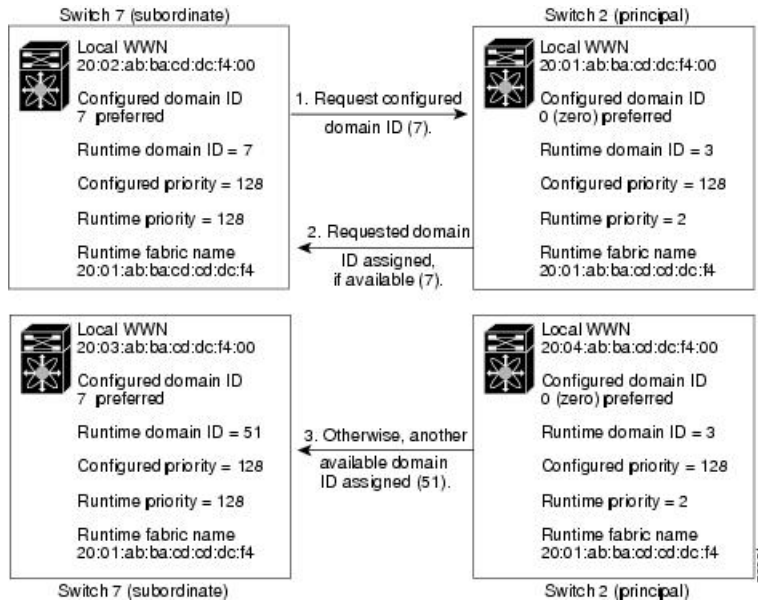 Switch 7 (subordinate)
Switch 2 (principal)
Local WWN
20:02:ab:ba:cd:dc:f4:00
Configured domain ID
7 preferred
Runtime domain ID = 7
Configured priority = 128
Runtime priority = 128
Runtime fabric name
20:01:ab:ba:cd:cd:dc:f4
1. Request configured
domain ID (7).
2. Requested domain
ID assigned,
if available (7).
Local WWN
20:01:ab:ba:cd:dc:f4:00
Configured domain ID
0 (zero) preferred
Runtime domain ID = 3
Configured priority = 128
Runtime priority = 2
Runtime fabric name
20:01:ab:ba:cd:cd:dc:f4
Local WWN
20:03:ab:ba:cd:dc:f4:00
Configured domain ID
7 preferred
Runtime domain ID = 51
Configured priority = 128
Runtime priority = 128
Runtime fabric name
20:01:ab:ba:cd:cd:dc:f4
3. Otherwise, another
available domain
ID assigned (51).
Local WWN
20:04:ab:ba:cd:dc:f4:00
Configured domain ID
0 (zero) preferred
Runtime domain ID = 3
Configured priority = 128
Runtime priority = 2
Runtime fabric name
20:01:ab:ba:cd:cd:dc:f4
Switch 7 (subordinate)
Switch 2 (principal)